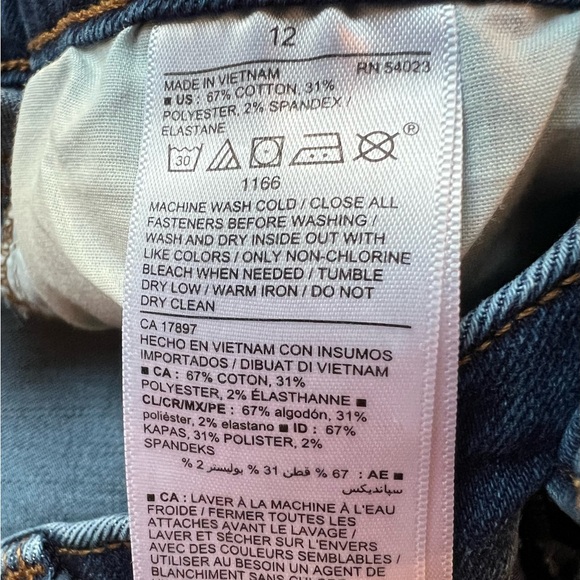 12
MADE IN VIETNAM RN 54023
■ US : 67% COTTON, 31%
POLYESTER, 2% SPANDEX /
ELASTANE
30 ®
1166
MACHINE WASH COLD / CLOSE ALL
FASTENERS BEFORE WASHING /
WASH AND DRY INSIDE OUT WITH
LIKE COLORS / ONLY NON-CHLORINE
BLEACH WHEN NEEDED / TUMBLE
DRY LOW / WARM IRON / DO NOT
DRY CLEAN
CA 17897
HECHO EN VIETNAM CON INSUMOS
IMPORTADOS / DIBUAT DI VIETNAM
■ CA : 67% COTON, 31%
POLYESTER, 2% ÉLASTHANNE ■
CL/CR/MX/PE : 67% algodón, 31%
poliéster, 2% elastano ■ ID : 67%
KAPAS, 31% POLISTER, 2%
SPANDEKS
■ AE : 67 % قطن 31 % بوليستر 2 %
سبانديكس
■ CA : LAVER À LA MACHINE À L'EAU
FROIDE / FERMER TOUTES LES
ATTACHES AVANT LE LAVAGE /
LAVER ET SÉCHER SUR L'ENVERS
AVEC DES COULEURS SEMBLABLES /
UTILISER AU BESOIN UN AGENT DE
BLANCHIMENT SANS